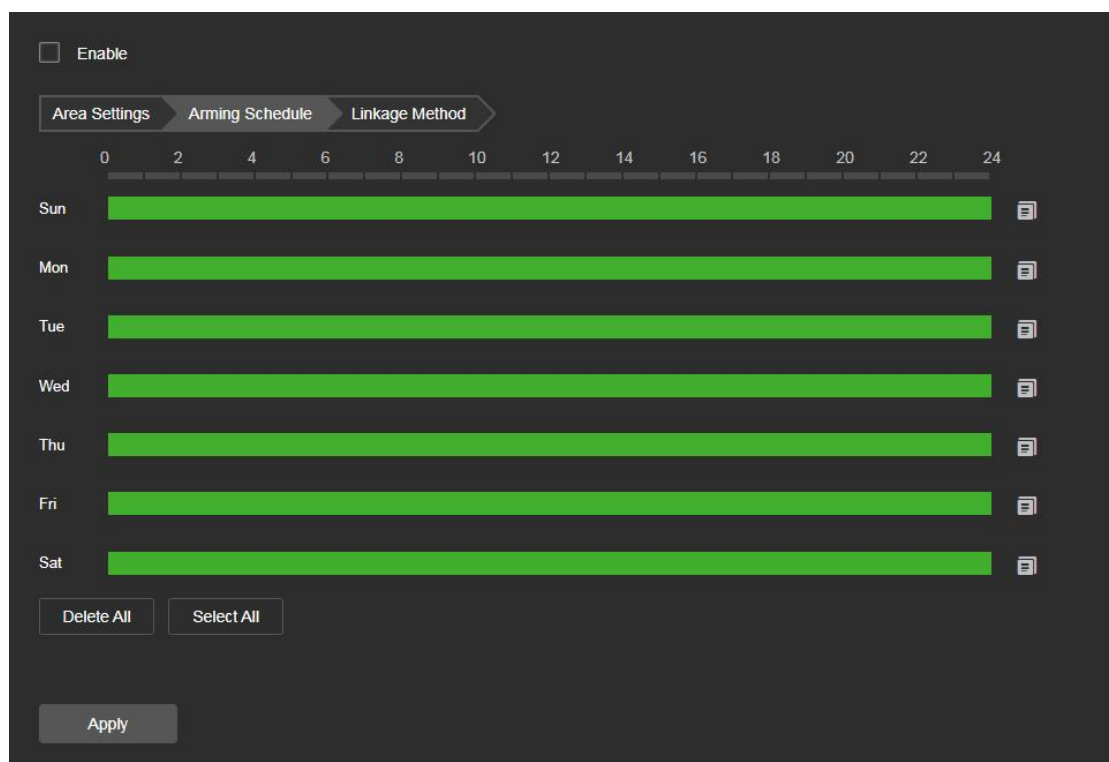 Enable
Area Settings Arming Schedule Linkage Method
0 2 4 6 8 10 12 14 16 18 20 22 24
Sun
Mon
Tue
Wed
Thu
Fri
Sat
Delete All Select All
Apply